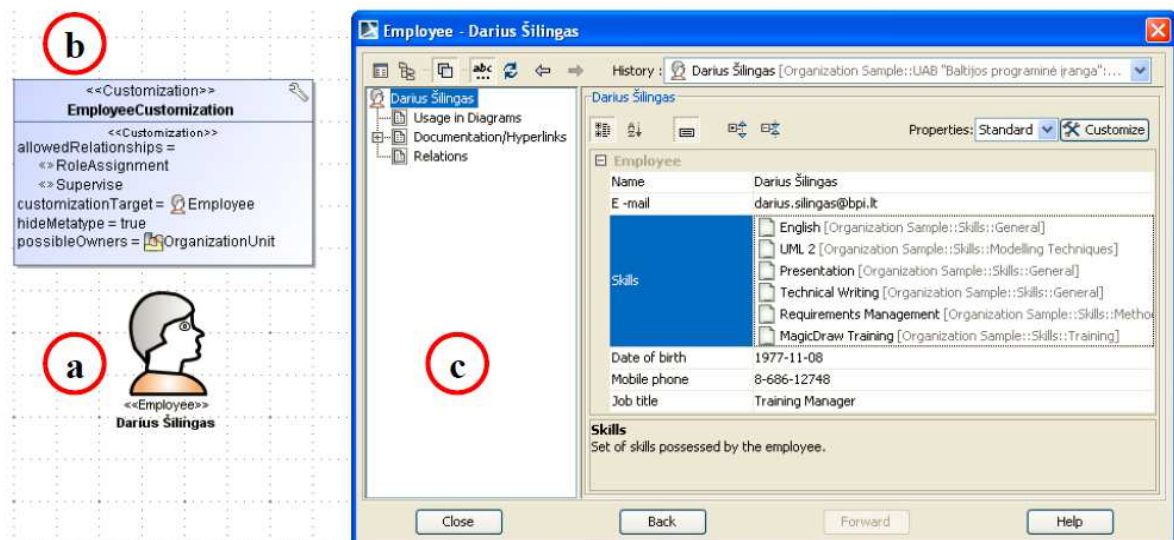 b
<<Customization>>
EmployeeCustomization
<<Customization>>
allowedRelationships =
«»RoleAssignment
«»Supervise
customizationTarget = Employee
hideMetatype = true
possibleOwners = OrganizationUnit
a
<<Employee>>
Darius Šilingas
Employee - Darius Šilingas
abc
...
History : Darius Šilingas [Organization Sample::UAB "Baltijos programinė įranga":...
Darius Šilingas
Usage in Diagrams
Documentation/Hyperlinks
Relations
c
Darius Šilingas
Properties: Standard Customize
Employee
Name Darius Šilingas
E -mail darius.silingas@bpi.lt
Skills
English [Organization Sample::Skills::General]
UML 2 [Organization Sample::Skills::Modelling Techniques]
Presentation [Organization Sample::Skills::General]
Technical Writing [Organization Sample::Skills::General]
Requirements Management [Organization Sample::Skills::Metho
MagicDraw Training [Organization Sample::Skills::Training]
Date of birth 1977-11-08
Mobile phone 8-686-12748
Job title Training Manager
Skills
Set of skills possessed by the employee.
Close Back Forward Help